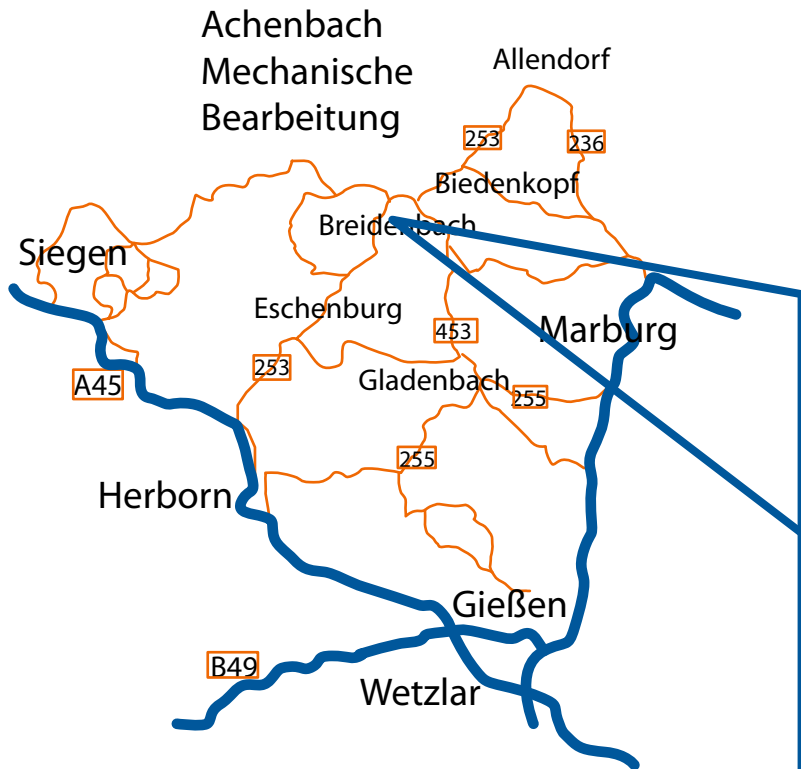 Achenbach
Mechanische
Bearbeitung
Allendorf
253
236
Biedenkopf
Breidenbach
Siegen
Eschenburg
453
Marburg
253
Gladenbach
A45
255
255
Herborn
Gießen
B49
Wetzlar